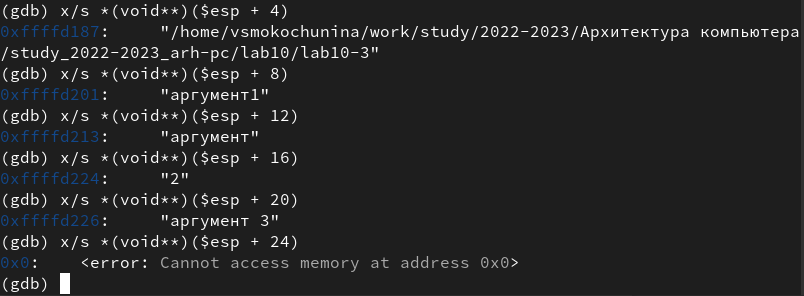 (gdb) x/s *(void**)($esp + 4)
0xffffd187:     "/home/vsmokochunina/work/study/2022-2023/Архитектура компьютера
/study_2022-2023_arh-pc/lab10/lab10-3"
(gdb) x/s *(void**)($esp + 8)
0xffffd201:     "аргумент1"
(gdb) x/s *(void**)($esp + 12)
0xffffd213:     "аргумент"
(gdb) x/s *(void**)($esp + 16)
0xffffd224:     "2"
(gdb) x/s *(void**)($esp + 20)
0xffffd226:     "аргумент 3"
(gdb) x/s *(void**)($esp + 24)
0x0:    <error: Cannot access memory at address 0x0>
(gdb)